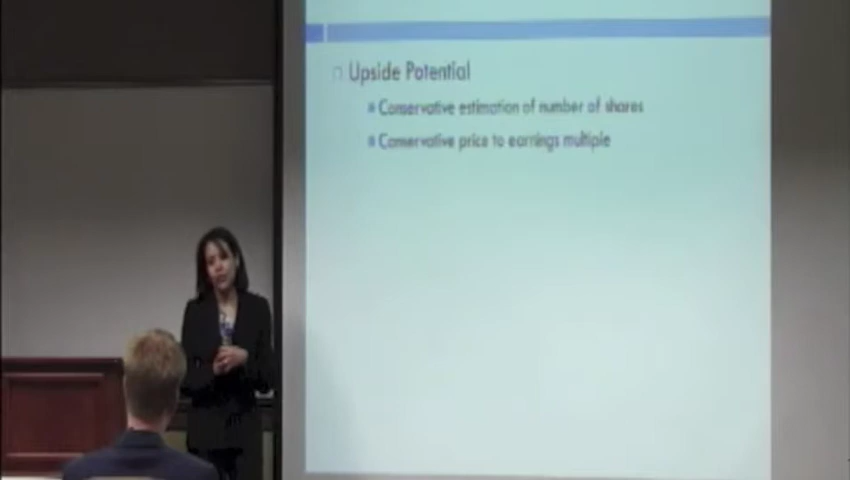 Upside Potential
Conservative estimation of number of shares
Conservative price to earnings multiple